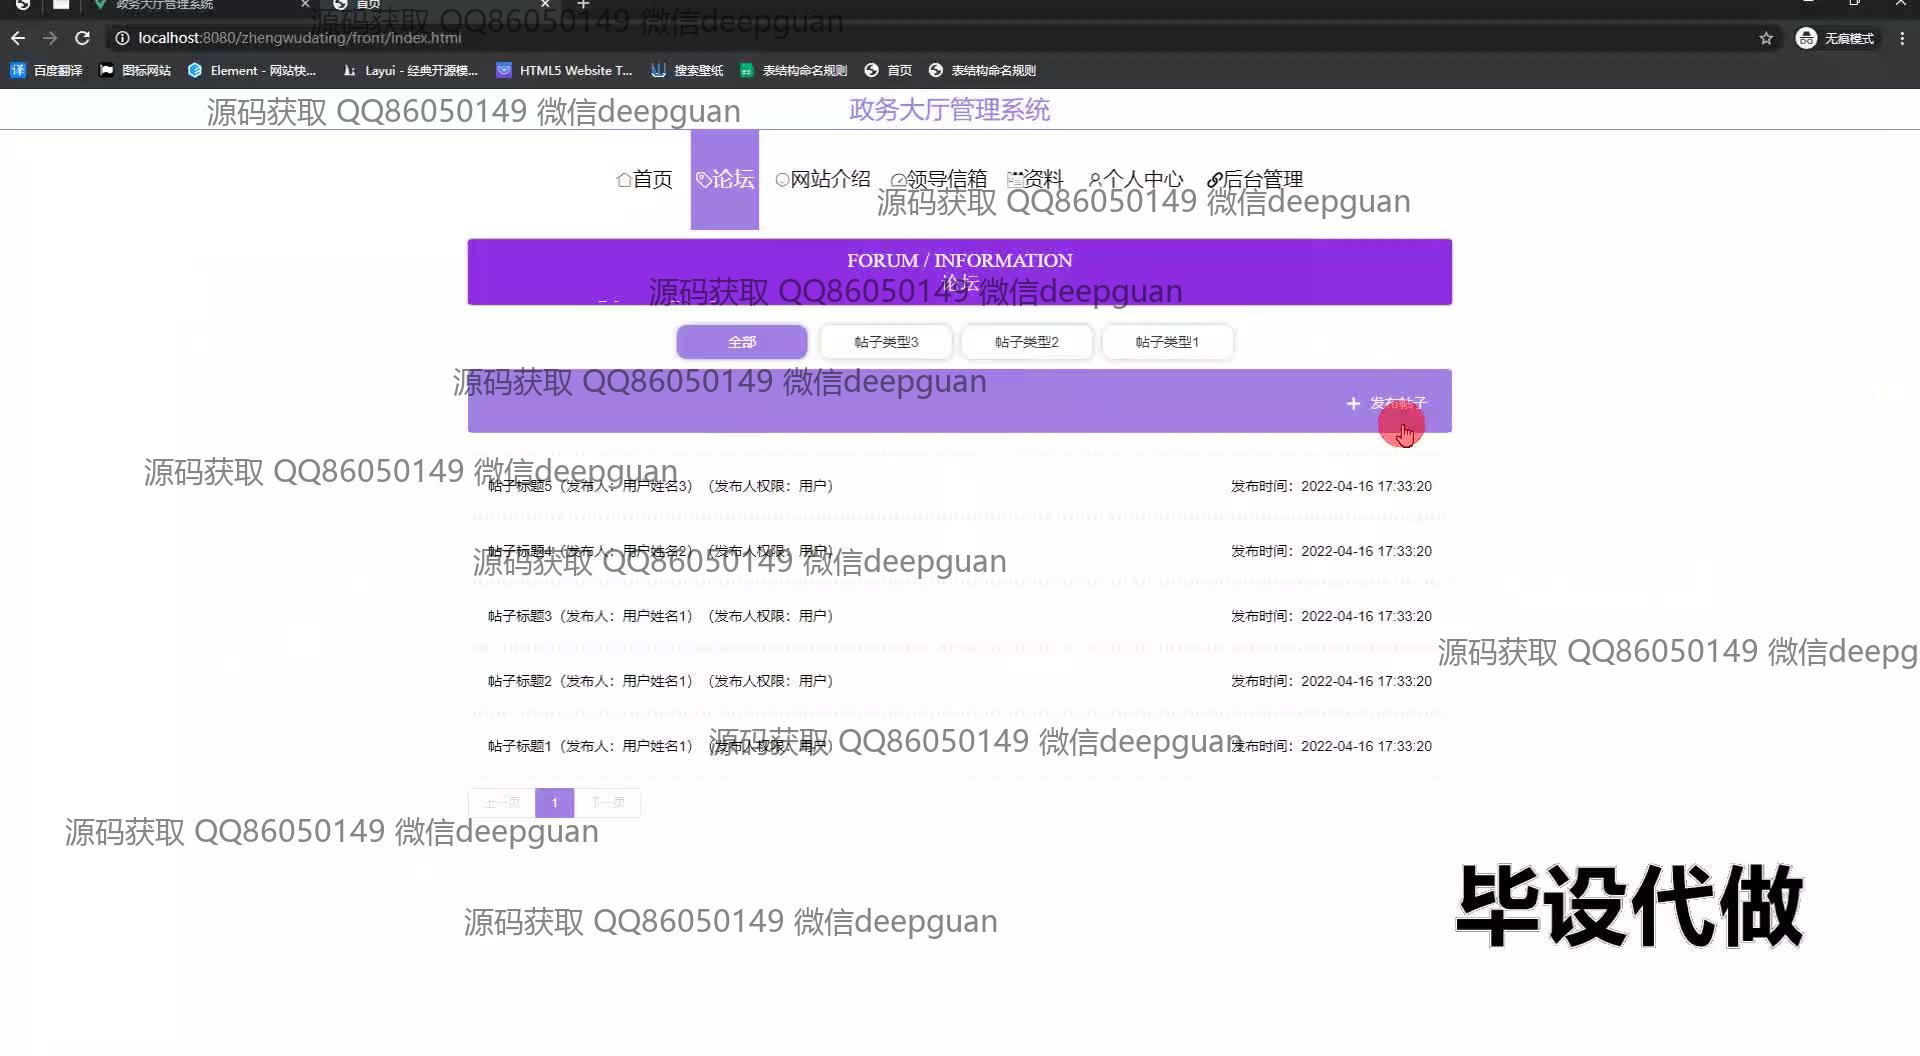 政务大厅管理系统
首页
源码获取 QQ86050149 微信deepguan
localhost:8080/zhengwudating/front/index.html
无痕模式
百度翻译
图标网站
Element - 网站快...
Layui - 经典开源模...
HTML5 Website T...
搜索壁纸
表结构命名规则
首页
表结构命名规则
源码获取 QQ86050149 微信deepguan
政务大厅管理系统
首页
论坛
网站介绍
领导信箱
资料
个人中心
后台管理
源码获取 QQ86050149 微信deepguan
FORUM / INFORMATION
论坛
源码获取 QQ86050149 微信deepguan
全部
帖子类型3
帖子类型2
帖子类型1
源码获取 QQ86050149 微信deepguan
+ 发布帖子
源码获取 QQ86050149 微信deepguan
帖子标题5（发布人：用户姓名3）（发布人权限：用户）
发布时间：2022-04-16 17:33:20
帖子标题4（发布人：用户姓名2）（发布人权限：用户）
发布时间：2022-04-16 17:33:20
源码获取 QQ86050149 微信deepguan
帖子标题3（发布人：用户姓名1）（发布人权限：用户）
发布时间：2022-04-16 17:33:20
源码获取 QQ86050149 微信deepg
帖子标题2（发布人：用户姓名1）（发布人权限：用户）
发布时间：2022-04-16 17:33:20
源码获取 QQ86050149 微信deepguan
帖子标题1（发布人：用户姓名1）（发布人权限：用户）
发布时间：2022-04-16 17:33:20
上一页
1
下一页
源码获取 QQ86050149 微信deepguan
毕设代做
源码获取 QQ86050149 微信deepguan